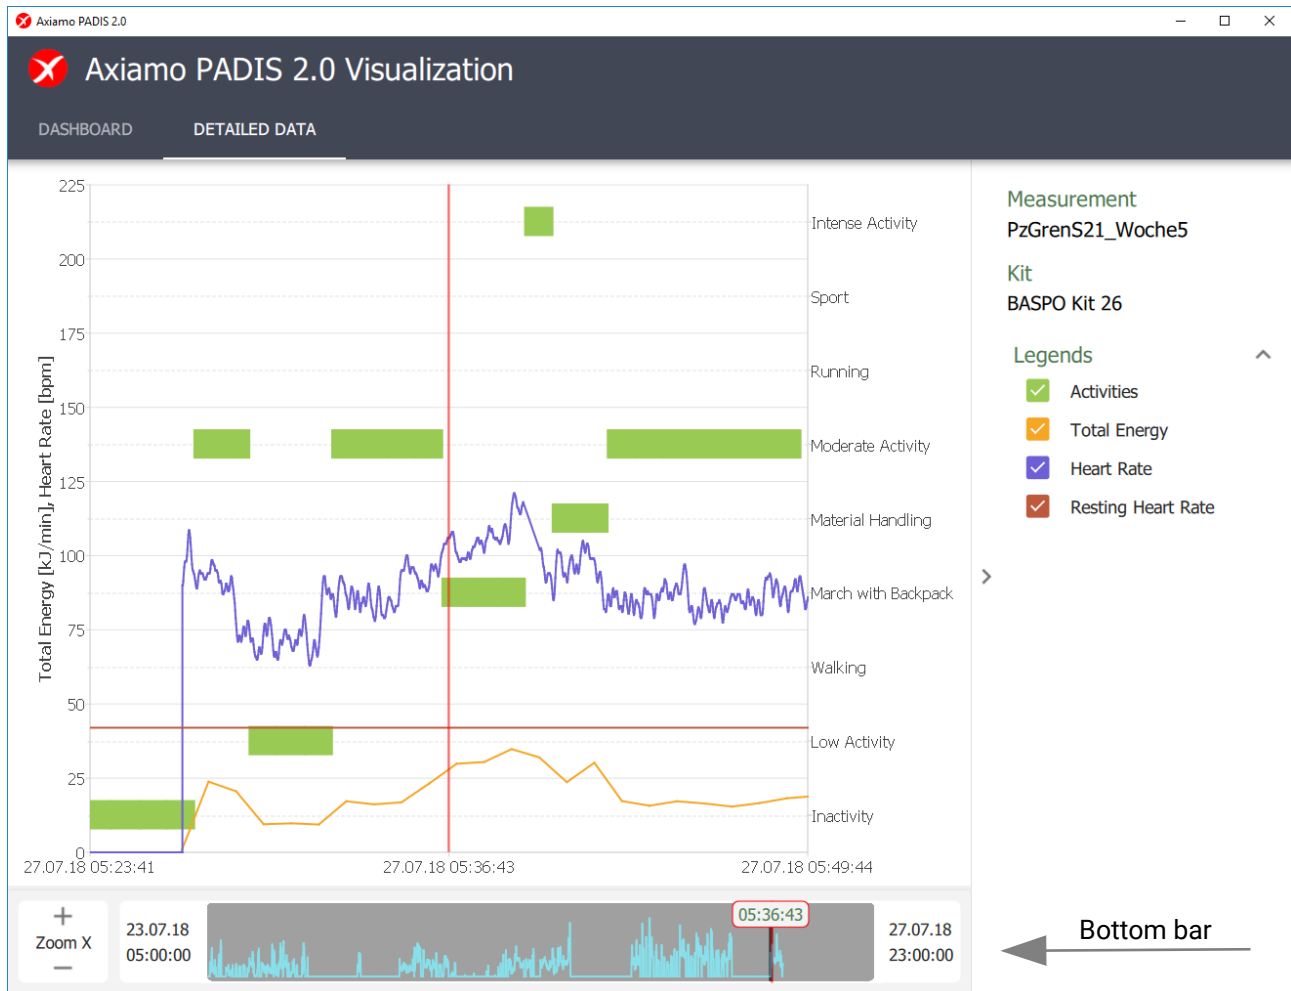 Axiamo PADIS 2.0
Axiamo PADIS 2.0 Visualization
DASHBOARD
DETAILED DATA
Total Energy [kJ/min], Heart Rate [bpm]
225
200
175
150
125
100
75
50
25
0
Intense Activity
Sport
Running
Moderate Activity
Material Handling
March with Backpack
Walking
Low Activity
Inactivity
27.07.18 05:23:41
27.07.18 05:36:43
27.07.18 05:49:44
Measurement
PzGrenS21_Woche5
Kit
BASPO Kit 26
Legends
Activities
Total Energy
Heart Rate
Resting Heart Rate
+
Zoom X
−
23.07.18
05:00:00
05:36:43
27.07.18
23:00:00
Bottom bar